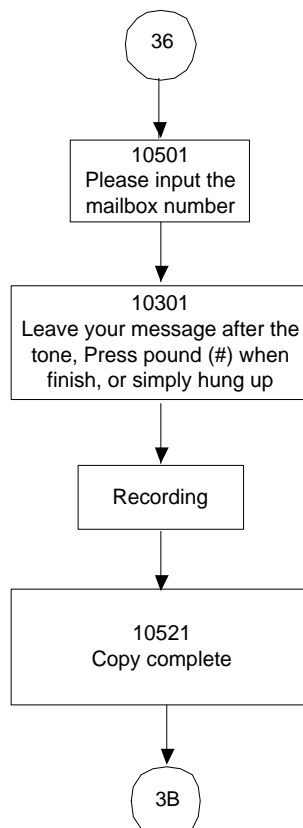 36
10501
Please input the
mailbox number
10301
Leave your message after the
tone, Press pound (#) when
finish, or simply hung up
Recording
10521
Copy complete
3B